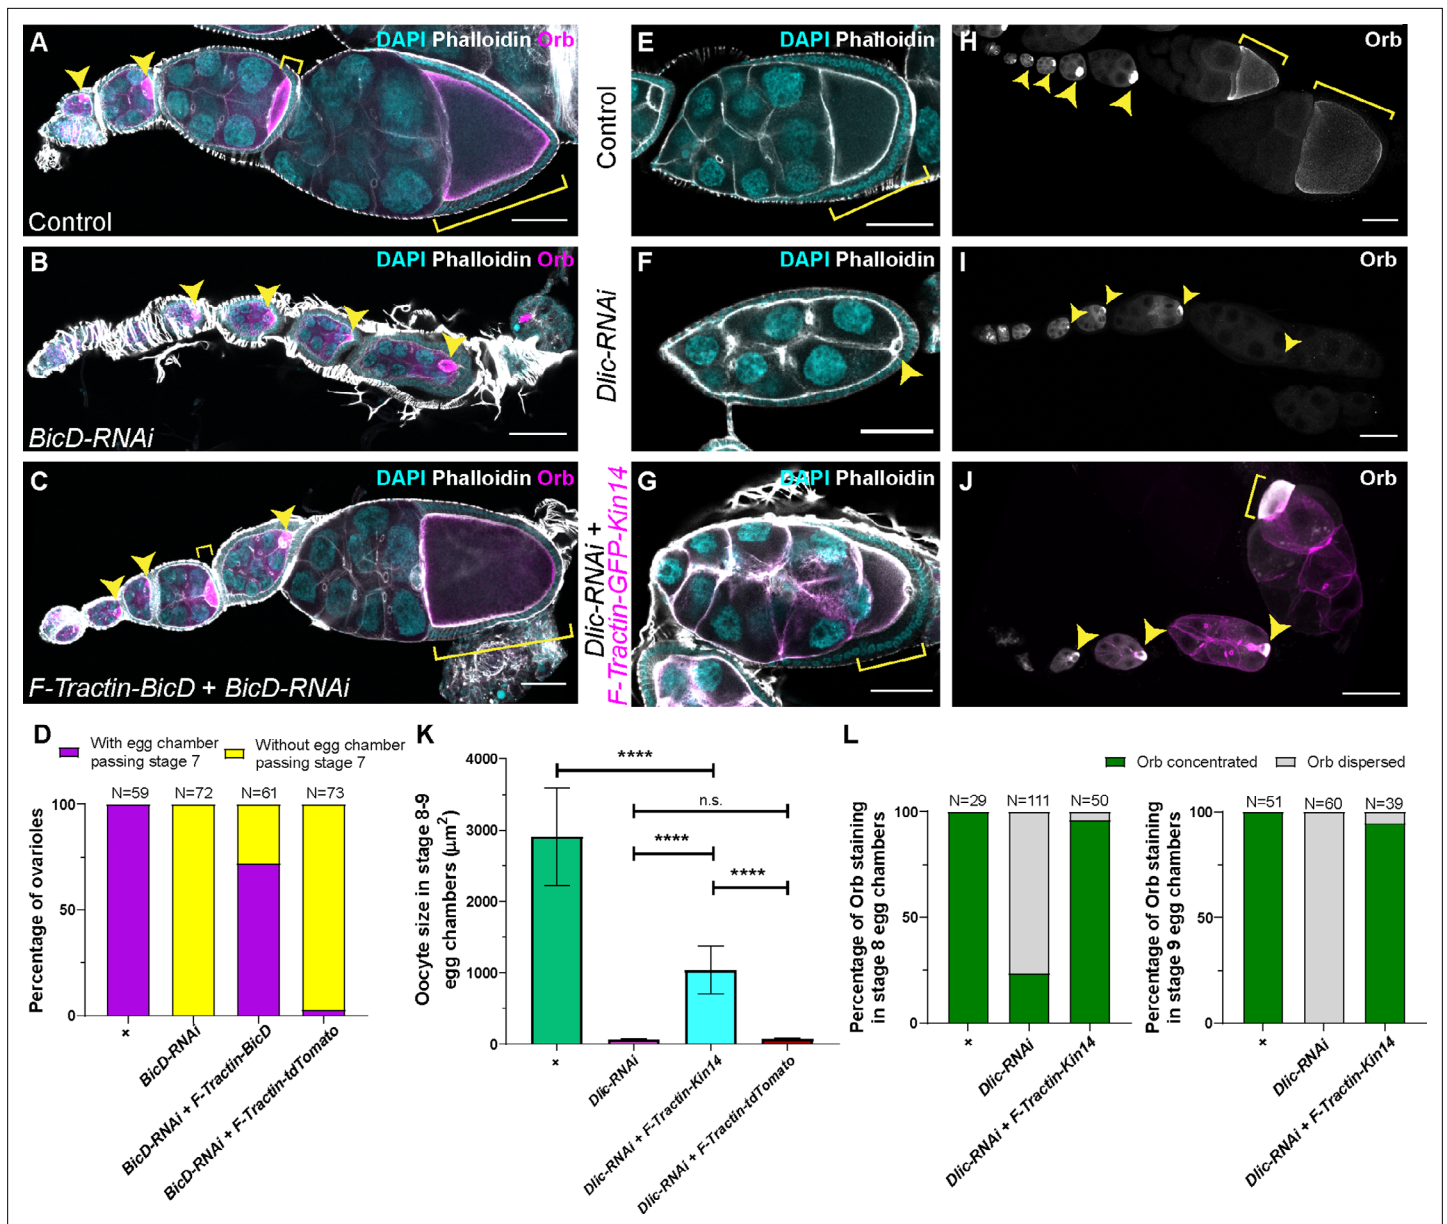 A
DAPI Phalloidin Orb
Control
B
DAPI Phalloidin Orb
BicD-RNAi
C
DAPI Phalloidin Orb
F-Tractin-BicD + BicD-RNAi
E
DAPI Phalloidin
Control
F
DAPI Phalloidin
Dlic-RNAi
G
DAPI Phalloidin
Dlic-RNAi +
F-Tractin-GFP-Kin14
H
Orb
I
Orb
J
Orb
D
With egg chamber
passing stage 7
Without egg chamber
passing stage 7
Percentage of ovarioles
100
50
0
N=59
N=72
N=61
N=73
+
BicD-RNAi
BicD-RNAi + F-Tractin-BicD
BicD-RNAi + F-Tractin-tdTomato
K
Oocyte size in stage 8-9
egg chambers (μm²)
4000
3000
2000
1000
0
****
n.s.
****
****
+
Dlic-RNAi
Dlic-RNAi + F-Tractin-Kin14
Dlic-RNAi + F-Tractin-tdTomato
L
Orb concentrated
Orb dispersed
Percentage of Orb staining
in stage 8 egg chambers
100
50
0
N=29
N=111
N=50
+
Dlic-RNAi
Dlic-RNAi + F-Tractin-Kin14
Percentage of Orb staining
in stage 9 egg chambers
100
50
0
N=51
N=60
N=39
+
Dlic-RNAi
Dlic-RNAi + F-Tractin-Kin14